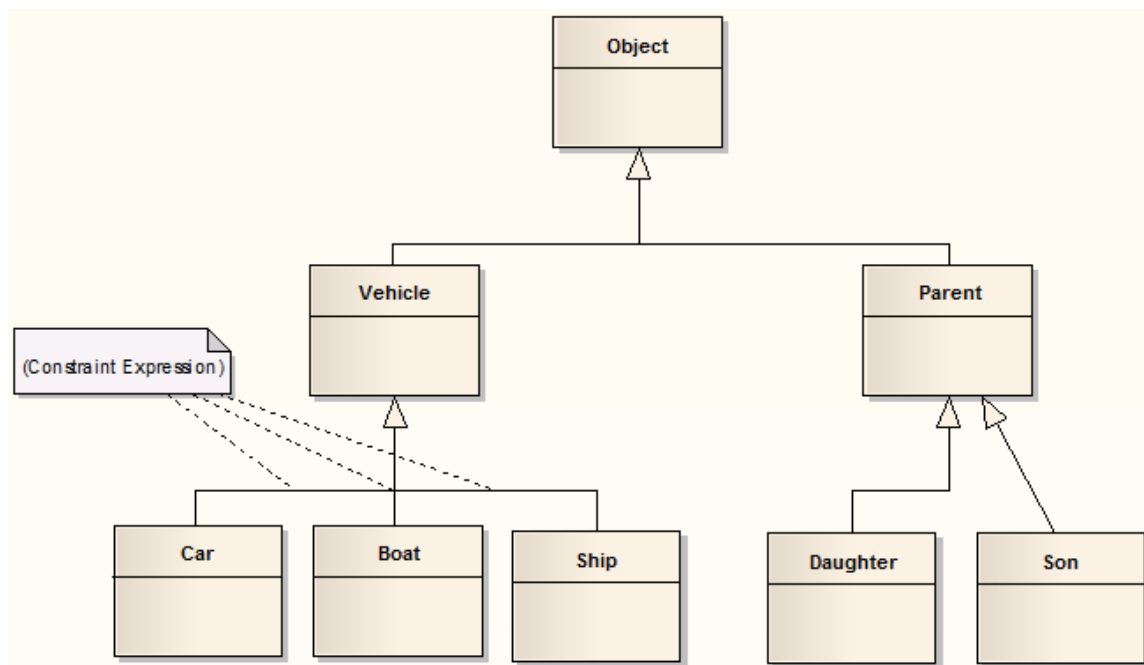 Object
Vehicle
Parent
(Constraint Expression)
Car
Boat
Ship
Daughter
Son